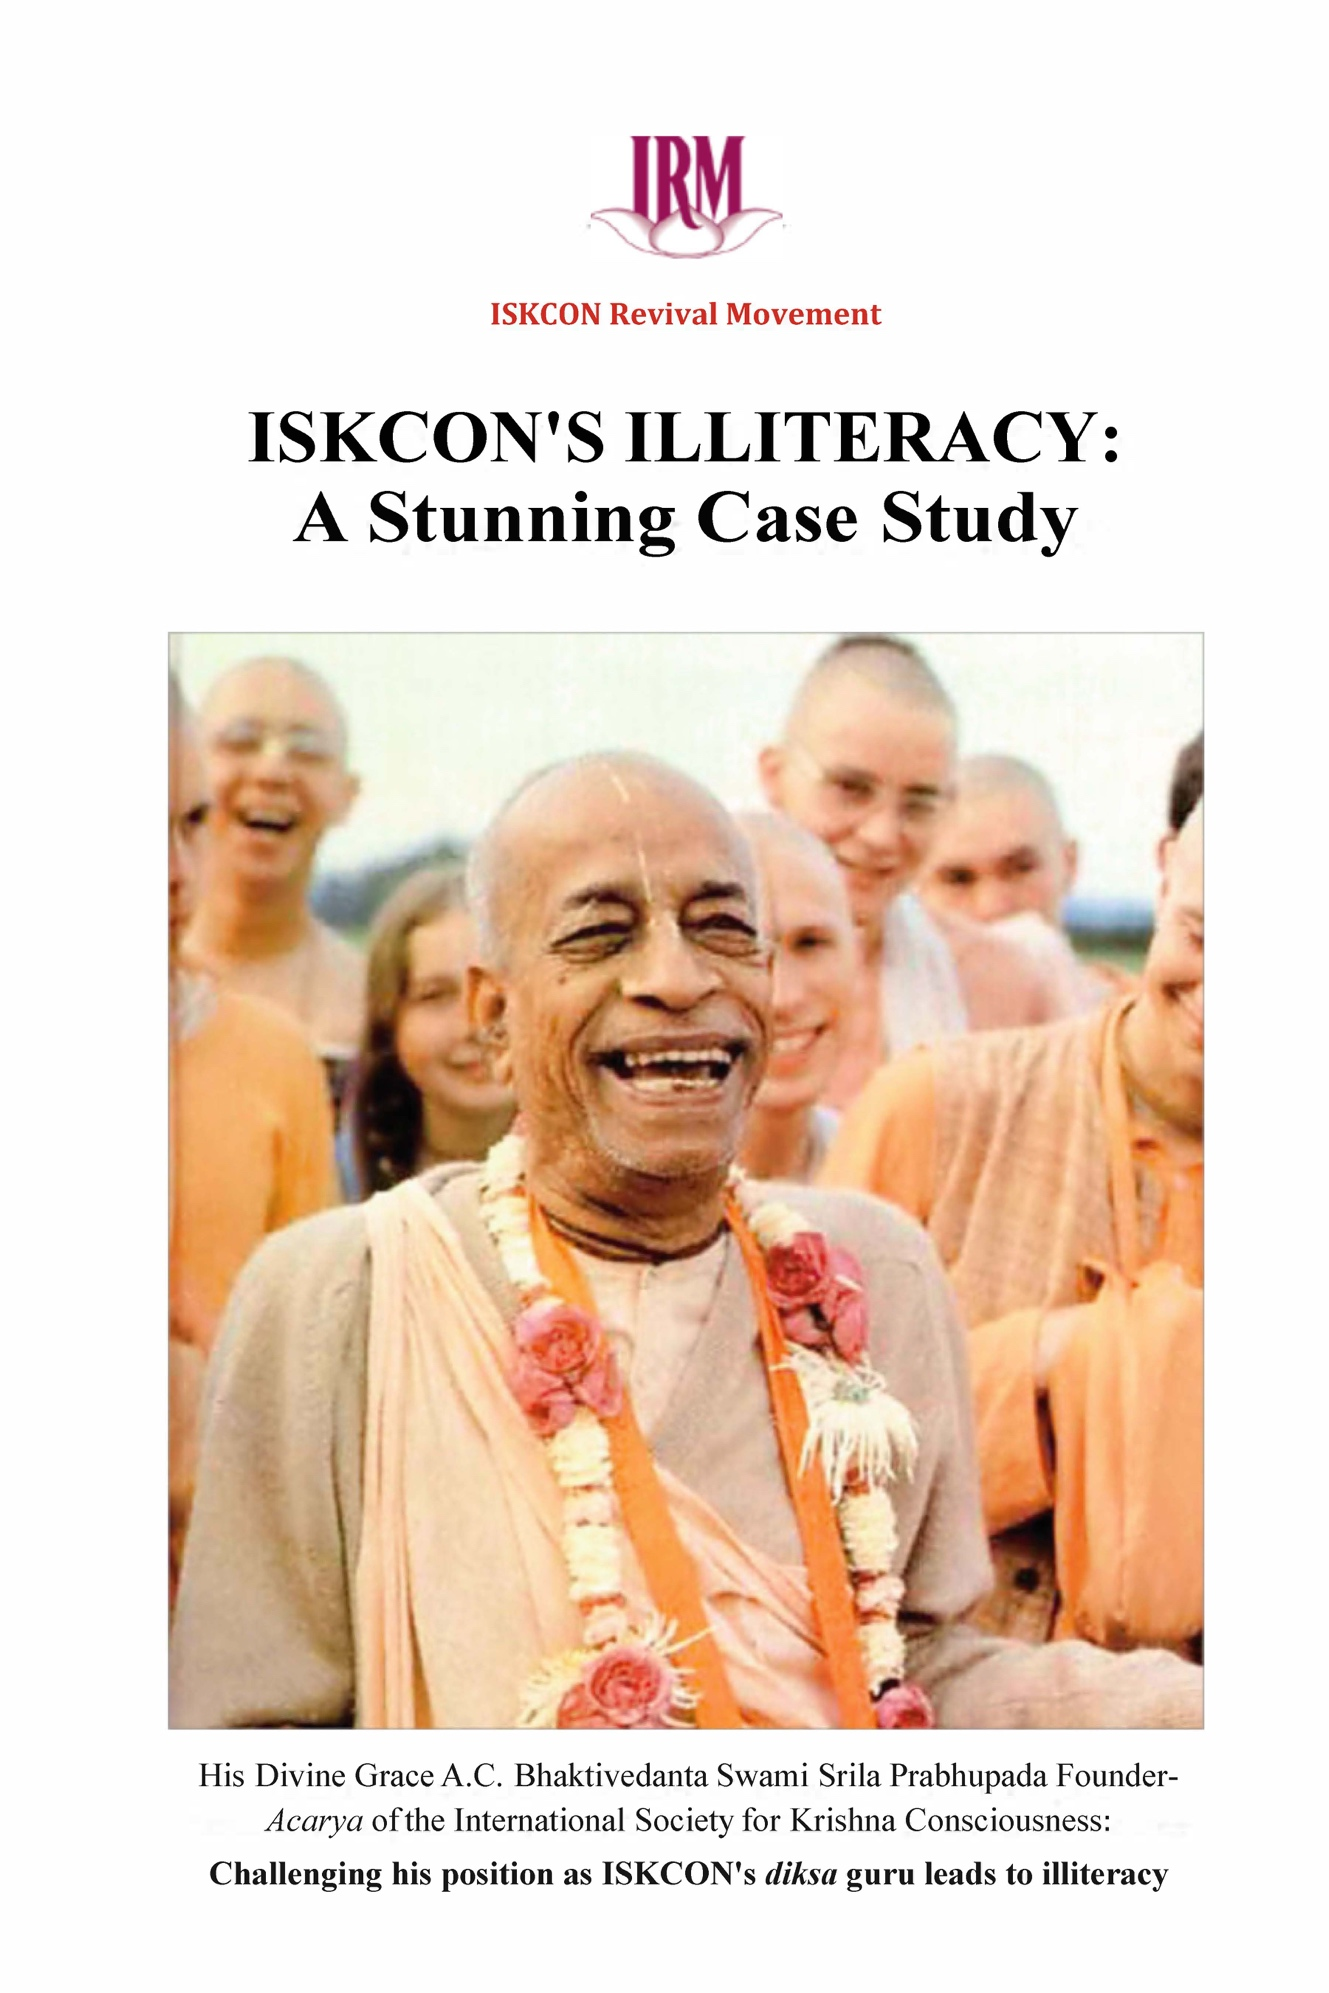 IRM
ISKCON Revival Movement
ISKCON'S ILLITERACY:
A Stunning Case Study
His Divine Grace A.C. Bhaktivedanta Swami Srila Prabhupada Founder-
Acarya of the International Society for Krishna Consciousness:
Challenging his position as ISKCON's diksa guru leads to illiteracy